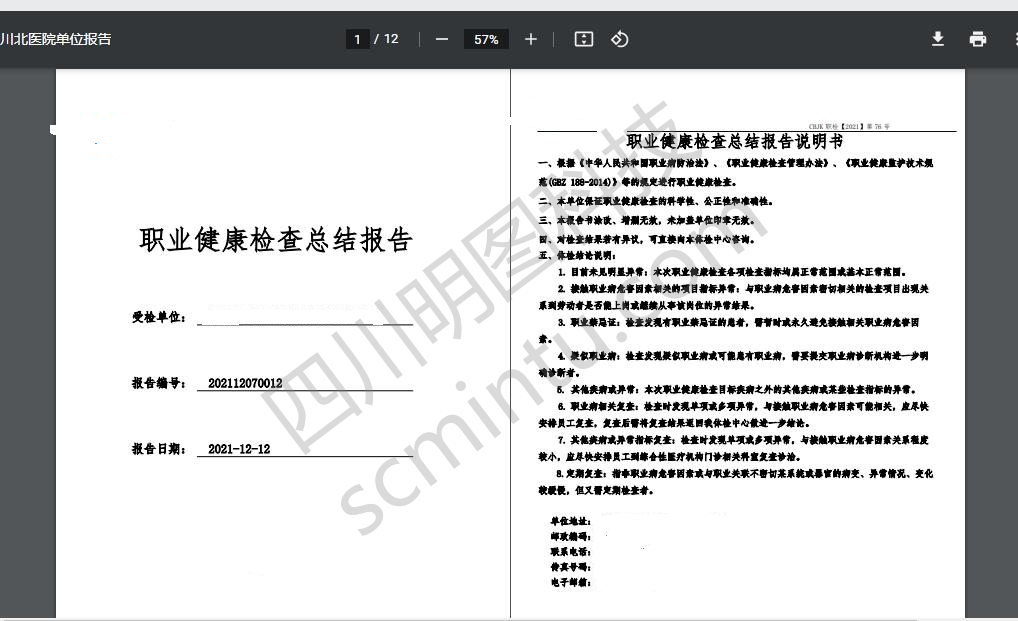 川北医院单位报告
1 / 12
57%
职业健康检查总结报告
受检单位：
报告编号： 202112070012
报告日期： 2021-12-12
CBJK 职检【2021】第 76 号
职业健康检查总结报告说明书
一、根据《中华人民共和国职业病防治法》、《职业健康检查管理办法》、《职业健康监护技术规
范(GBZ 188-2014)》等的规定进行职业健康检查。
二、本单位保证职业健康检查的科学性、公正性和准确性。
三、本报告书涂改、增删无效，未加盖单位印章无效。
四、对检查结果若有异议，可直接向本体检中心咨询。
五、体检结论说明：
1. 目前未见明显异常：本次职业健康检查各项检查指标均属正常范围或基本正常范围。
2. 接触职业病危害因素相关的项目指标异常：与职业病危害因素密切相关的检查项目出现关
系到劳动者是否能上岗或继续从事该岗位的异常结果。
3. 职业禁忌证：检查发现有职业禁忌证的患者，需暂时或永久避免接触相关职业病危害因
素。
4. 疑似职业病：检查发现疑似职业病或可能患有职业病，需要提交职业病诊断机构进一步明
确诊断者。
5. 其他疾病或异常：本次职业健康检查目标疾病之外的其他疾病或某些检查指标的异常。
6. 职业病相关复查：检查时发现单项或多项异常，与接触职业病危害因素可能相关，应尽快
安排员工复查，复查后需将复查结果返回我体检中心做进一步结论。
7. 其他疾病或异常指标复查：检查时发现单项或多项异常，与接触职业病危害因素关系程度
较小，应尽快安排员工到综合性医疗机构门诊相关科室复查诊治。
8.定期复查：指非职业病危害因素或与职业关联不密切某系统或器官的病变、异常情况、变化
较缓慢，但又需定期检查者。
单位地址：
邮政编码：
联系电话：
传真号码：
电子邮箱：
四川明图科技
scmintu.com